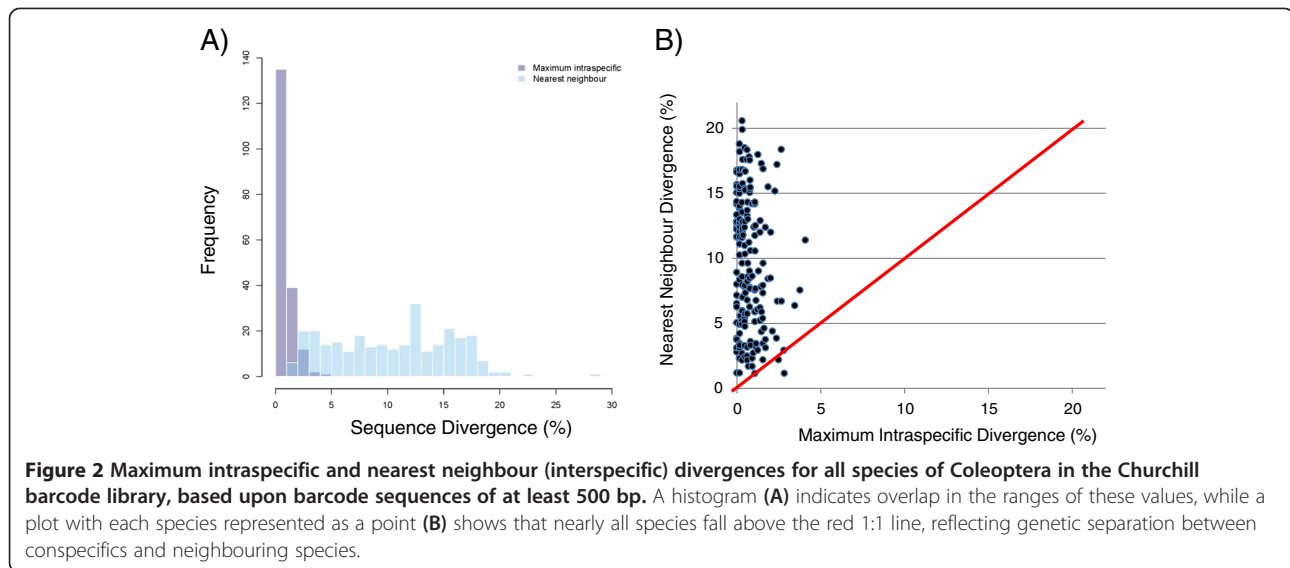 A)
140
120
100
80
60
40
20
0
Frequency
0 5 10 15 20 25 30
Sequence Divergence (%)
Maximum intraspecific
Nearest neighbour
B)
20
15
10
5
0
Nearest Neighbour Divergence (%)
0 5 10 15 20
Maximum Intraspecific Divergence (%)
Figure 2 Maximum intraspecific and nearest neighbour (interspecific) divergences for all species of Coleoptera in the Churchill
barcode library, based upon barcode sequences of at least 500 bp. A histogram (A) indicates overlap in the ranges of these values, while a
plot with each species represented as a point (B) shows that nearly all species fall above the red 1:1 line, reflecting genetic separation between
conspecifics and neighbouring species.